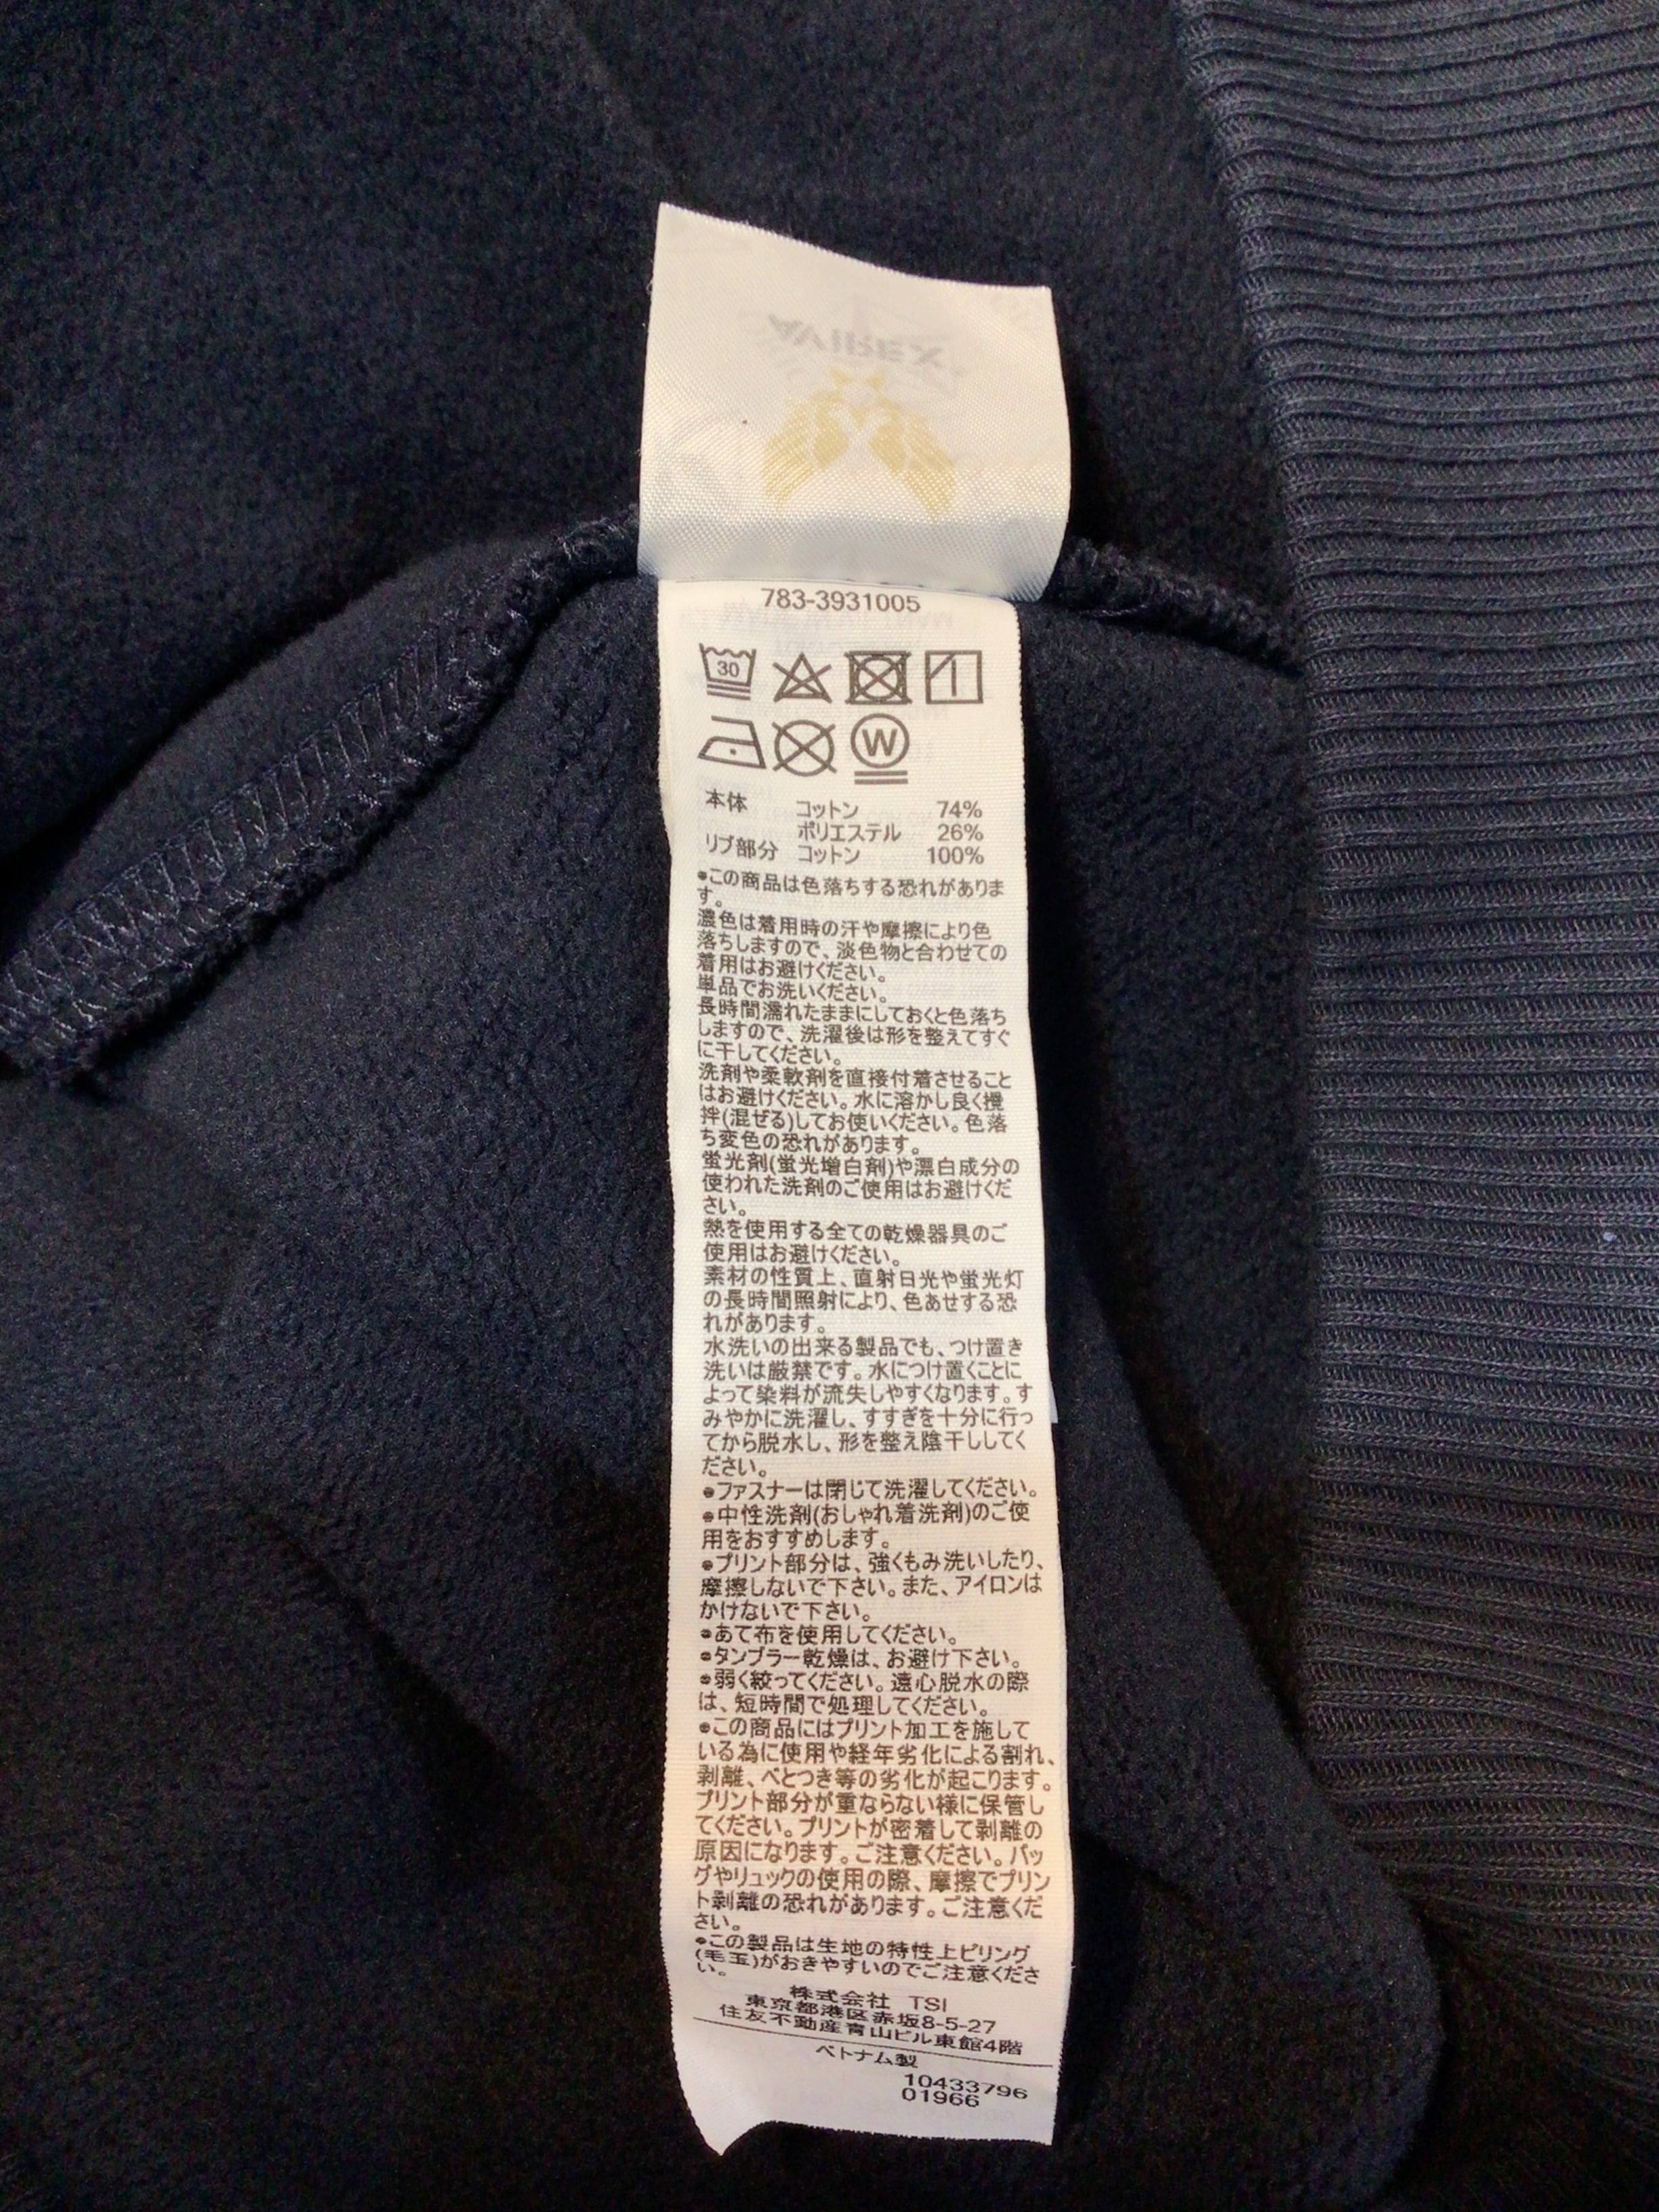 AVIREX
783-3931005
30
W
本体 コットン 74%
ポリエステル 26%
リブ部分 コットン 100%
●この商品は色落ちする恐れがありま
す。
濃色は着用時の汗や摩擦により色
落ちしますので、淡色物と合わせての
着用はお避けください。
単品でお洗いください。
長時間濡れたままにしておくと色落ち
しますので、洗濯後は形を整えてすぐ
に干してください。
洗剤や柔軟剤を直接付着させること
はお避けください。水に溶かし良く攪
拌(混ぜる)してお使いください。色落
ち変色の恐れがあります。
蛍光剤(蛍光増白剤)や漂白成分の
使われた洗剤のご使用はお避けくだ
さい。
熱を使用する全ての乾燥器具のご
使用はお避けください。
素材の性質上、直射日光や蛍光灯
の長時間照射により、色あせする恐
れがあります。
水洗いの出来る製品でも、つけ置き
洗いは厳禁です。水につけ置くことに
よって染料が流失しやすくなります。す
みやかに洗濯し、すすぎを十分に行っ
てから脱水し、形を整え陰干ししてく
ださい。
●ファスナーは閉じて洗濯してください。
●中性洗剤(おしゃれ着洗剤)のご使
用をおすすめします。
●プリント部分は、強くもみ洗いしたり、
摩擦しないで下さい。また、アイロンは
かけないで下さい。
●あて布を使用してください。
●タンブラー乾燥は、お避け下さい。
●弱く絞ってください。遠心脱水の際
は、短時間で処理してください。
●この商品にはプリント加工を施して
いる為に使用や経年劣化による割れ、
剥離、べとつき等の劣化が起こります。
プリント部分が重ならない様に保管し
てください。プリントが密着して剥離の
原因になります。ご注意ください。バッ
グやリュックの使用の際、摩擦でプリン
ト剥離の恐れがあります。ご注意くだ
さい。
●この製品は生地の特性上ピリング
(毛玉)がおきやすいのでご注意くださ
い。
株式会社 TSI
東京都港区赤坂8-5-27
住友不動産青山ビル東館4階
ベトナム製
10433796
01966